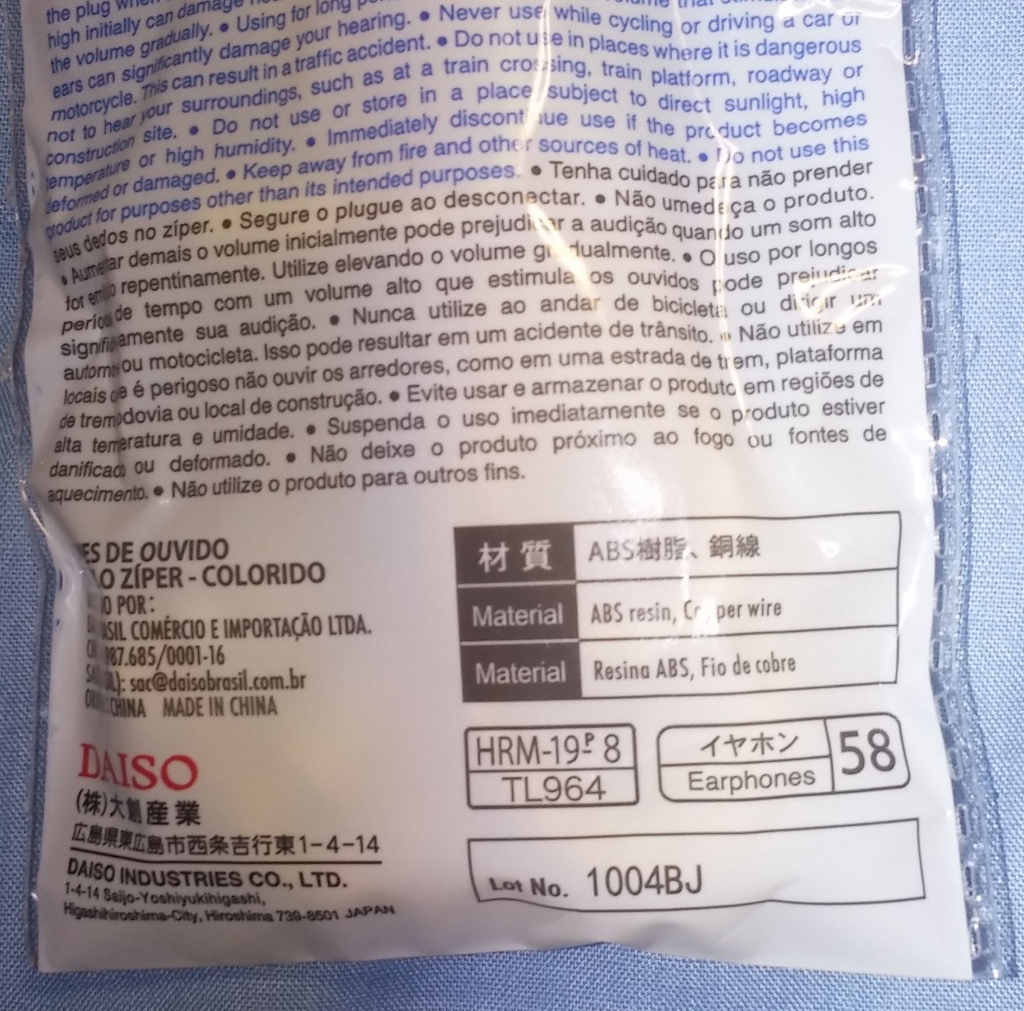 the plug when
high initially can damage
the volume gradually. • Using for long
ears can significantly damage your hearing. • Never use while cycling or driving a car or
motorcycle. This can result in a traffic accident. • Do not use in places where it is dangerous
not to hear your surroundings, such as at a train crossing, train platform, roadway or
construction site. • Do not use or store in a place subject to direct sunlight, high
temperature or high humidity. • Immediately discontinue use if the product becomes
deformed or damaged. • Keep away from fire and other sources of heat. • Do not use this
product for purposes other than its intended purposes. • Tenha cuidado para não prender
seus dedos no zíper. • Segure o plugue ao desconectar. • Não umedeça o produto.
• Aumentar demais o volume inicialmente pode prejudicar a audição quando um som alto
for repentinamente. Utilize elevando o volume gradualmente. • O uso por longos
de tempo com um volume alto que estimula os ouvidos pode prejudicar
sua audição. • Nunca utilize ao andar de bicicleta ou dirigir um
ou motocicleta. Isso pode resultar em um acidente de trânsito. • Não utilize em
locais é perigoso não ouvir os arredores, como em uma estrada de trem, plataforma
de trem ou local de construção. • Evite usar e armazenar o produto em regiões de
alta temperatura e umidade. • Suspenda o uso imediatamente se o produto estiver
danificado ou deformado. • Não deixe o produto próximo ao fogo ou fontes de
aquecimento. • Não utilize o produto para outros fins.
DE OUVIDO
ZÍPER - COLORIDO
POR:
COMÉRCIO E IMPORTAÇÃO LTDA.
987.685/0001-16
sac@daisobrasil.com.br
CHINA MADE IN CHINA
材質 ABS樹脂、銅線
Material ABS resin, Copper wire
Material Resina ABS, Fio de cobre
HRM-19 P 8
TL964
イヤホン
Earphones
58
DAISO
(株)大創産業
広島県東広島市西条吉行東1-4-14
DAISO INDUSTRIES CO., LTD.
1-4-14 Saijo-Yoshiyukihigashi,
Higashihiroshima-City, Hiroshima 739-8501 JAPAN
Lot No. 1004BJ